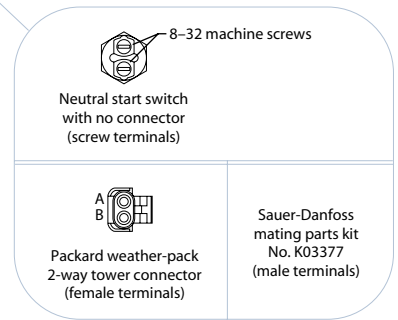 8–32 machine screws
Neutral start switch
with no connector
(screw terminals)
A
B
Packard weather-pack
2-way tower connector
(female terminals)
Sauer-Danfoss
mating parts kit
No. K03377
(male terminals)